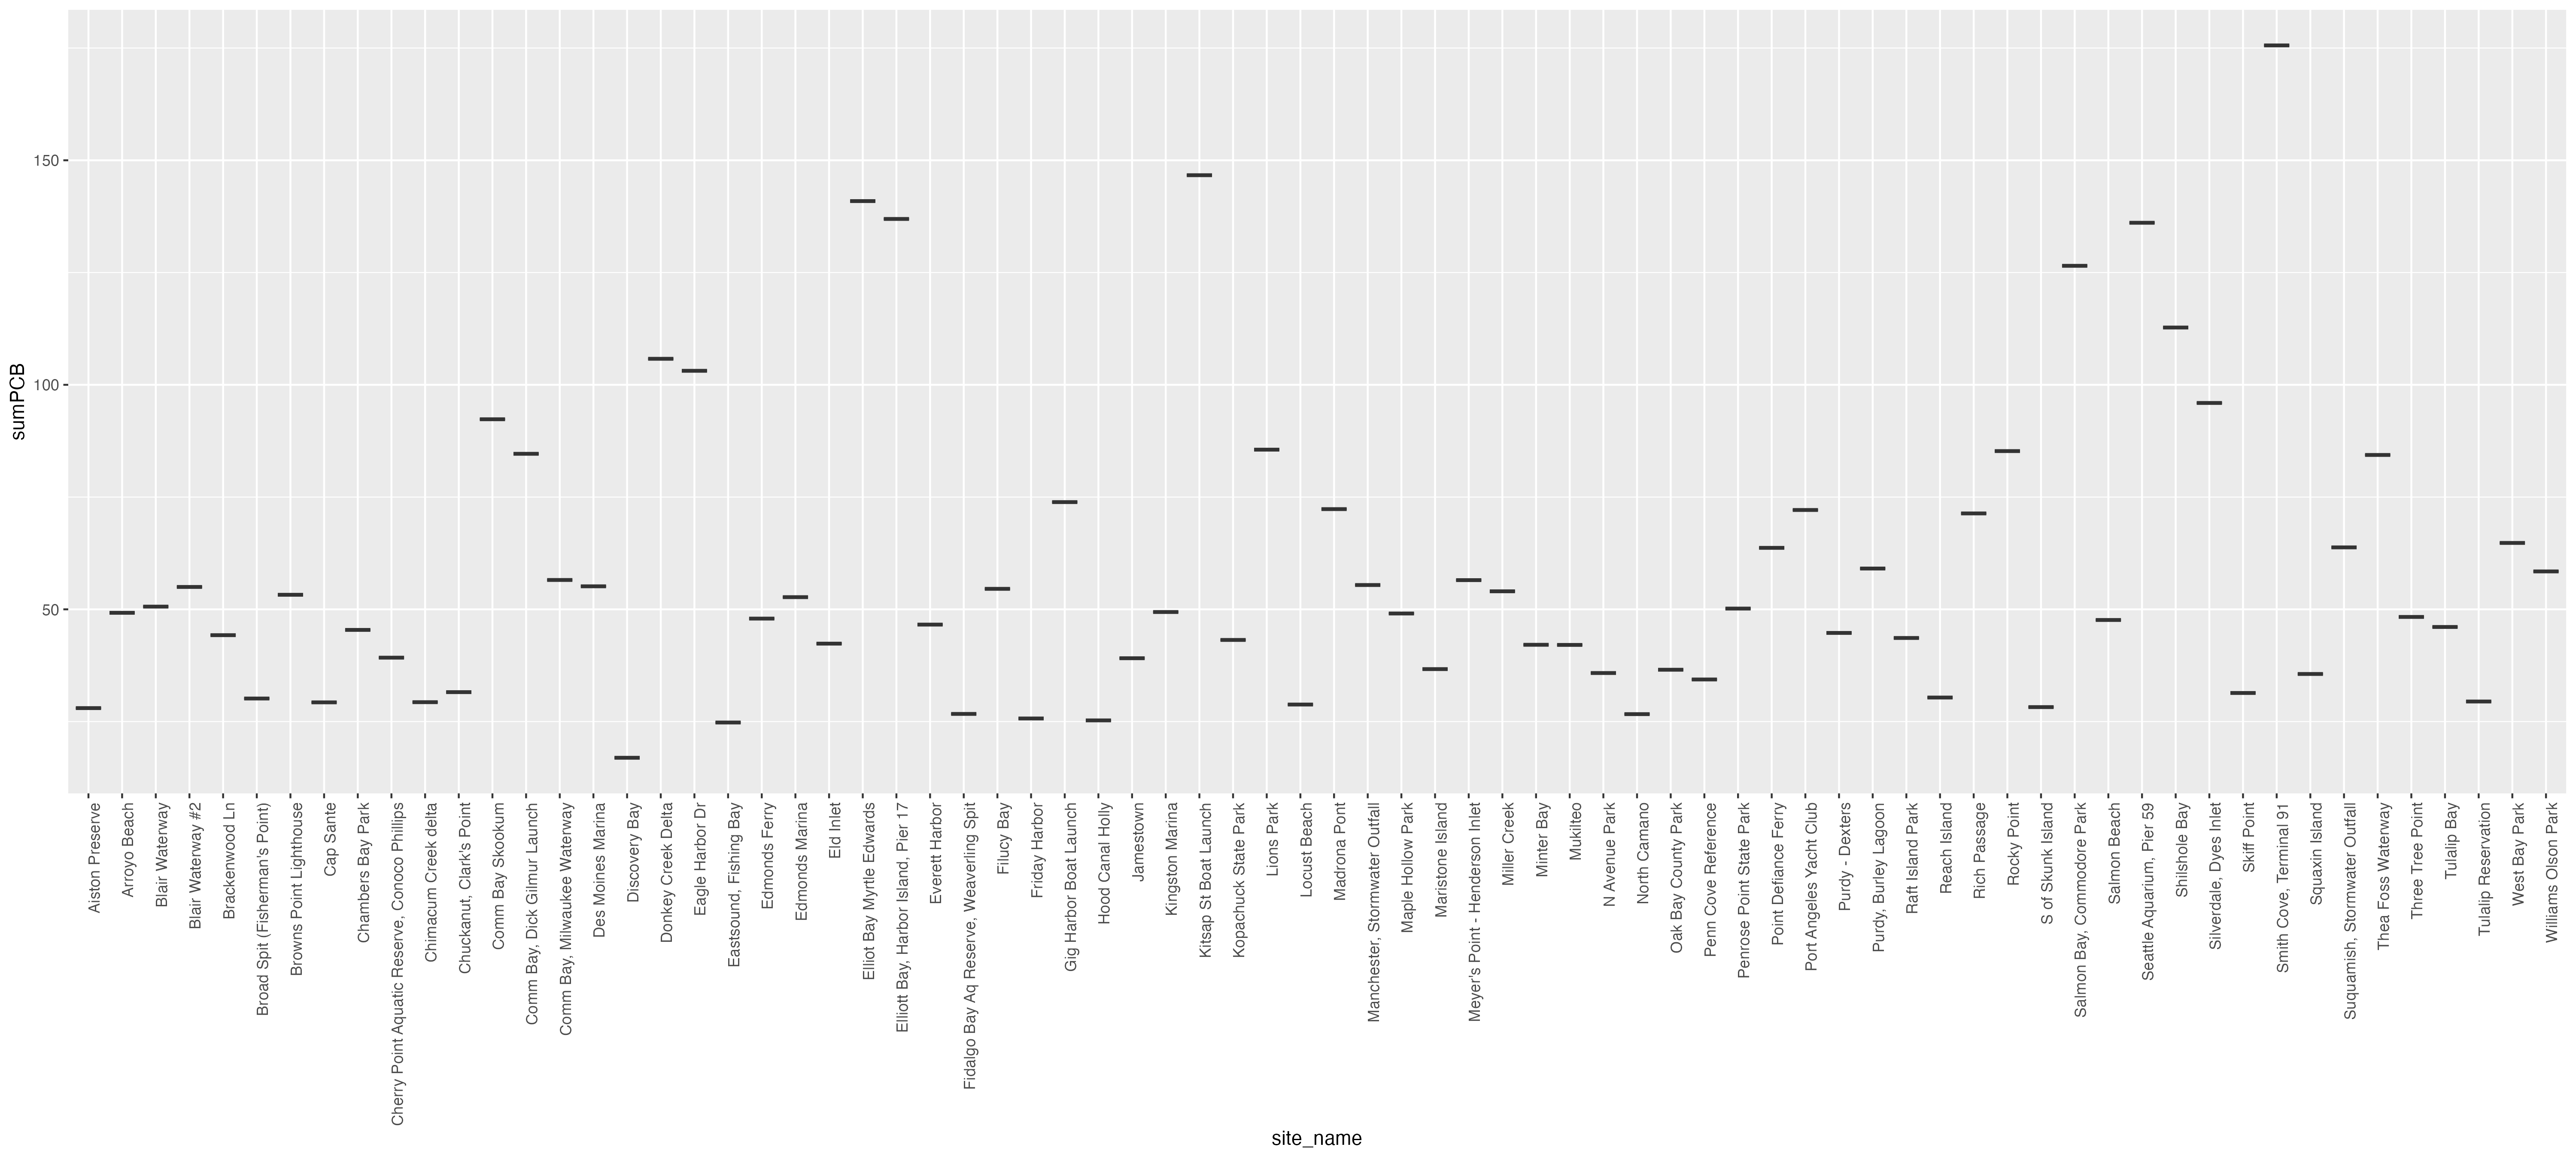 sumPCB
150
100
50
Aiston Preserve
Arroyo Beach
Blair Waterway
Blair Waterway #2
Brackenwood Ln
Broad Spit (Fisherman's Point)
Browns Point Lighthouse
Cap Sante
Chambers Bay Park
Cherry Point Aquatic Reserve, Conoco Phillips
Chimacum Creek delta
Chuckanut, Clark's Point
Comm Bay Skookum
Comm Bay, Dick Gilmur Launch
Comm Bay, Milwaukee Waterway
Des Moines Marina
Discovery Bay
Donkey Creek Delta
Eagle Harbor Dr
Eastsound, Fishing Bay
Edmonds Ferry
Edmonds Marina
Eld Inlet
Elliot Bay Myrtle Edwards
Elliott Bay, Harbor Island, Pier 17
Everett Harbor
Fidalgo Bay Aq Reserve, Weaverling Spit
Filucy Bay
Friday Harbor
Gig Harbor Boat Launch
Hood Canal Holly
Jamestown
Kingston Marina
Kitsap St Boat Launch
Kopachuck State Park
Lions Park
Locust Beach
Madrona Pont
Manchester, Stormwater Outfall
Maple Hollow Park
Maristone Island
Meyer's Point - Henderson Inlet
Miller Creek
Minter Bay
Mukilteo
N Avenue Park
North Camano
Oak Bay County Park
Penn Cove Reference
Penrose Point State Park
Point Defiance Ferry
Port Angeles Yacht Club
Purdy - Dexters
Purdy, Burley Lagoon
Raft Island Park
Reach Island
Rich Passage
Rocky Point
S of Skunk Island
Salmon Bay, Commodore Park
Salmon Beach
Seattle Aquarium, Pier 59
Shilshole Bay
Silverdale, Dyes Inlet
Skiff Point
Smith Cove, Terminal 91
Squaxin Island
Suquamish, Stormwater Outfall
Thea Foss Waterway
Three Tree Point
Tulalip Bay
Tulalip Reservation
West Bay Park
Williams Olson Park
site_name